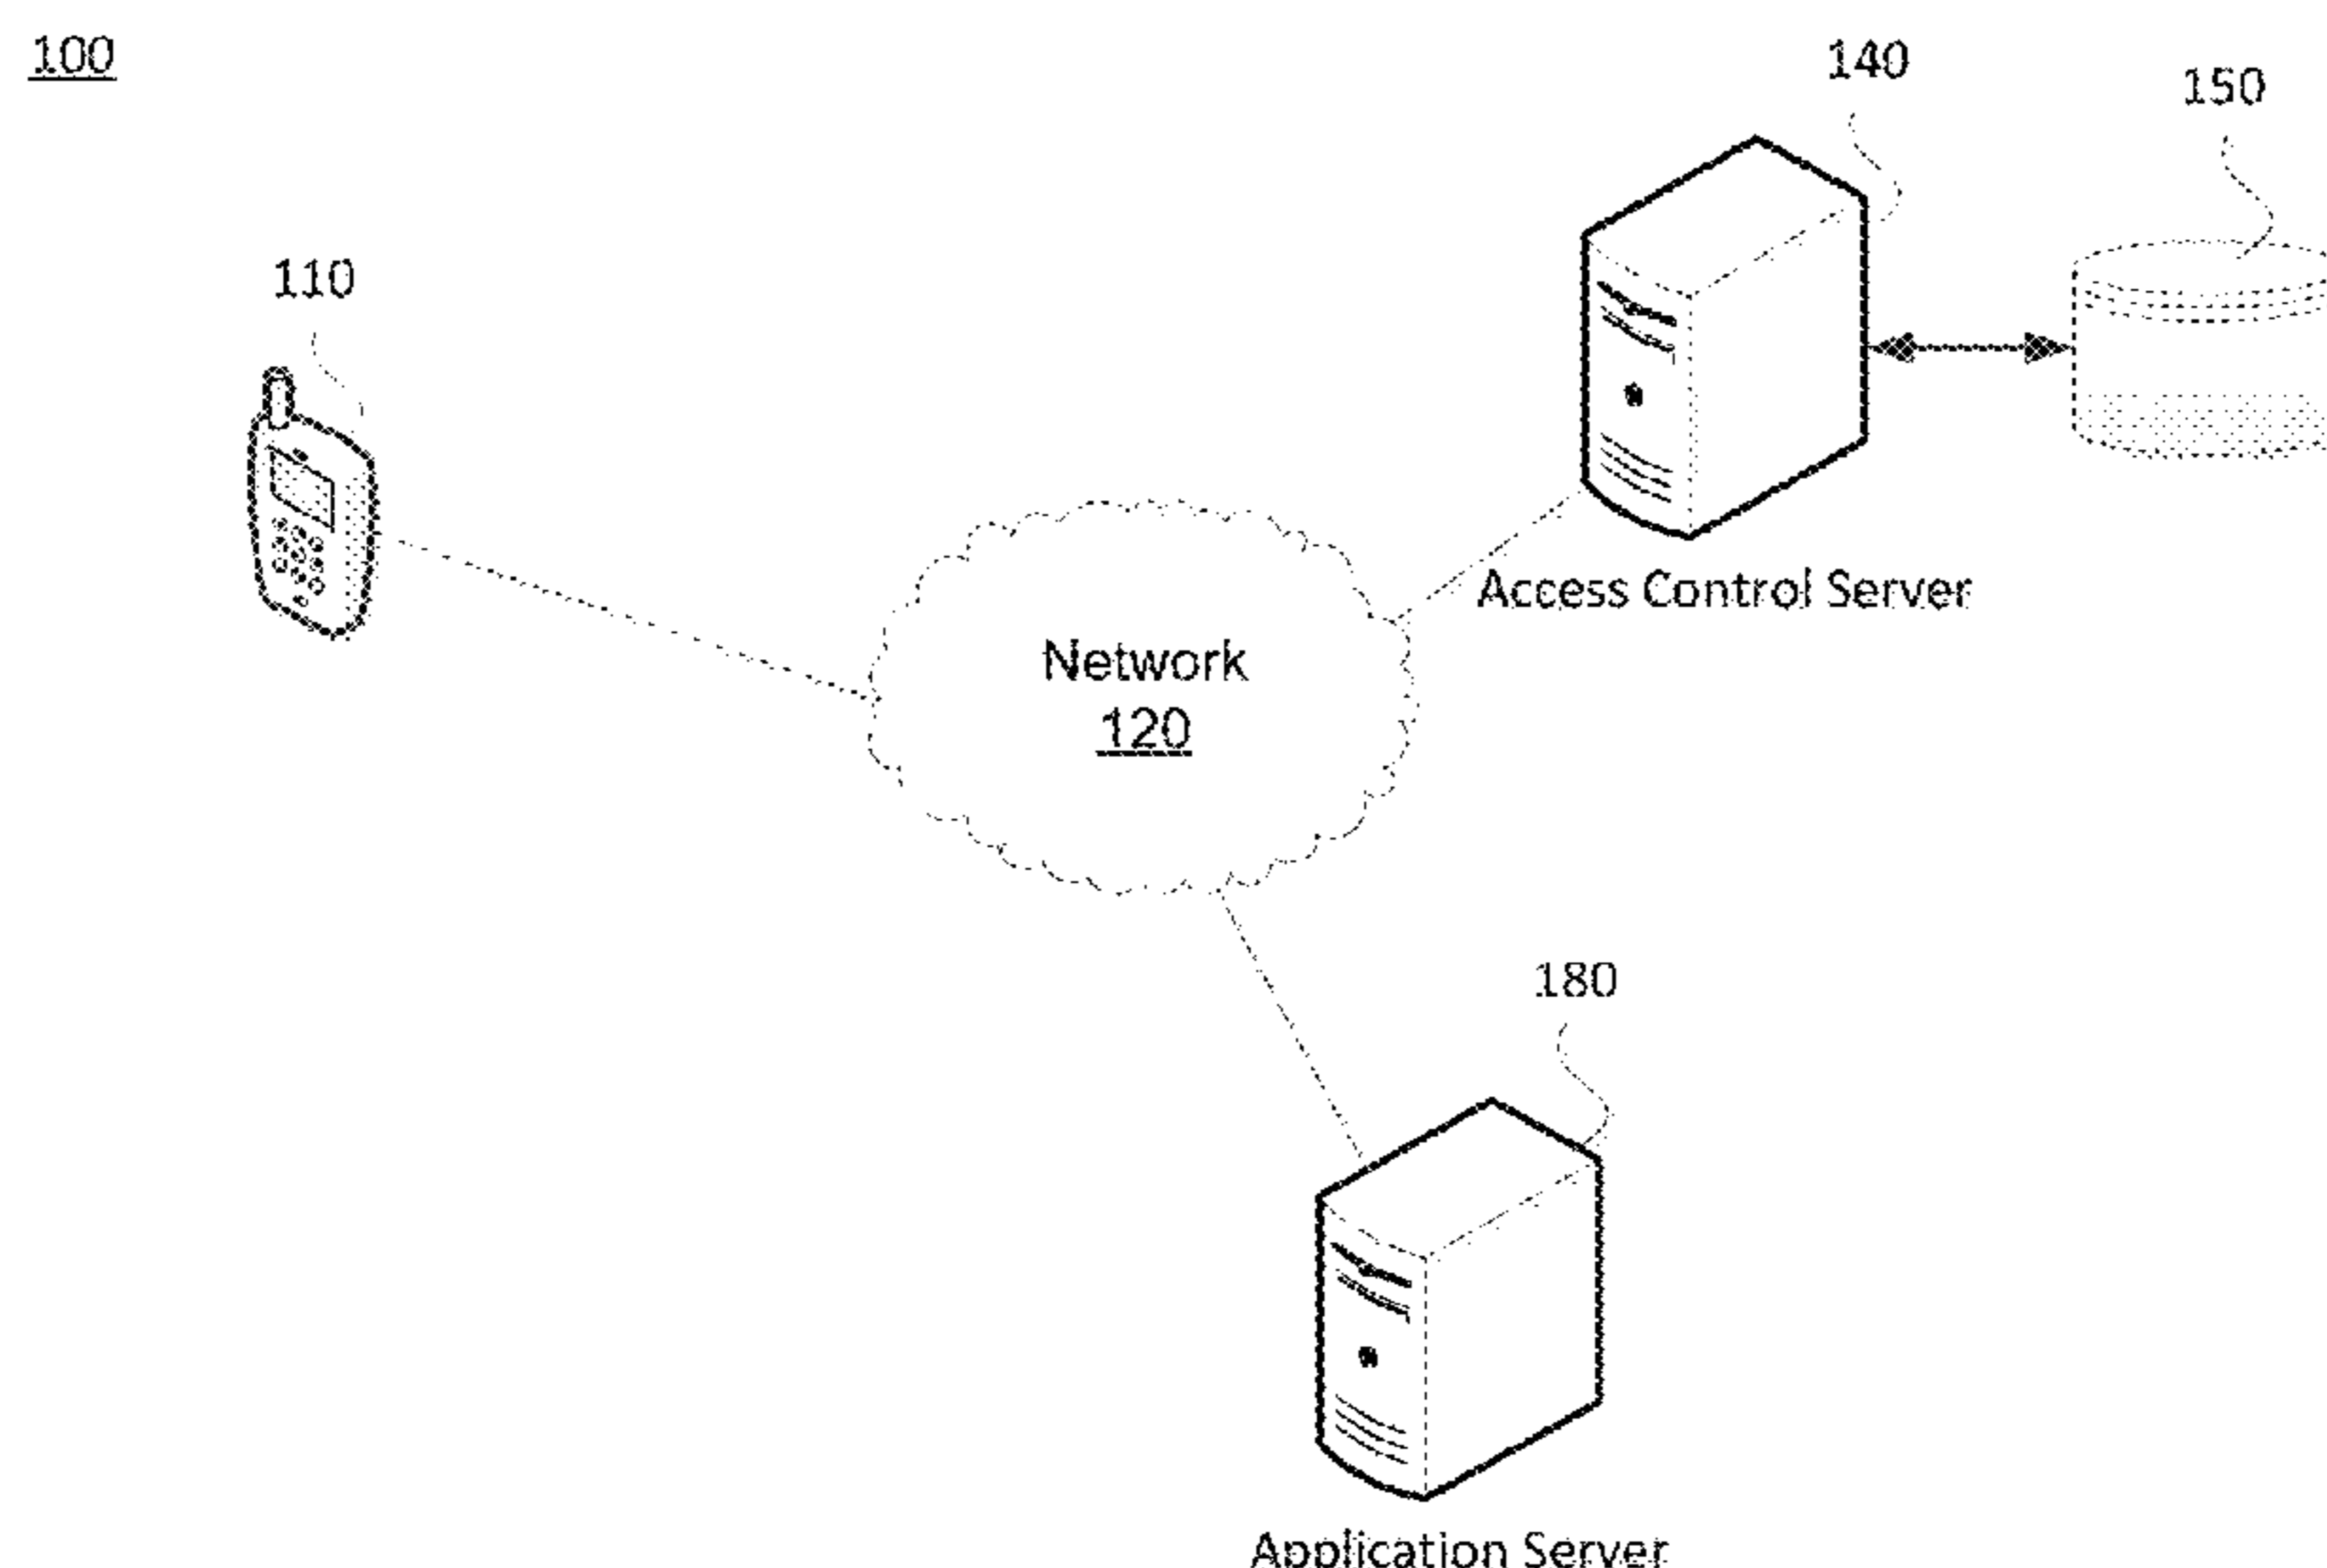 100
140
150
110
Access Control Server
Network
120
180
Application Server